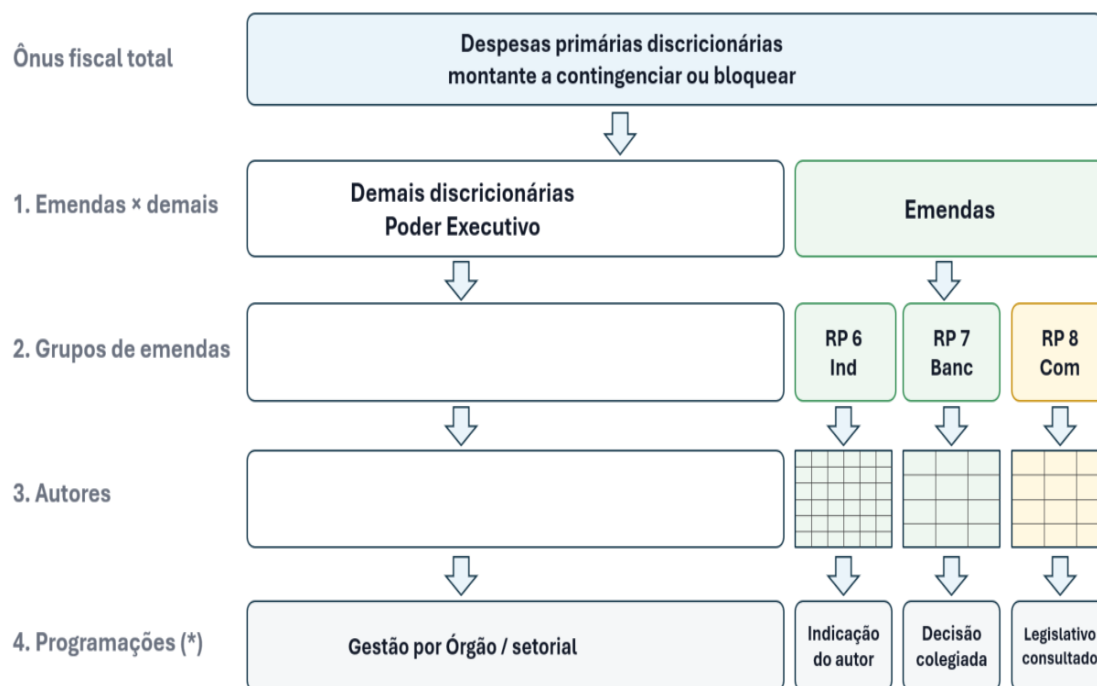 Ônus fiscal total
Despesas primárias discricionárias
montante a contingenciar ou bloquear
1. Emendas × demais
Demais discricionárias
Poder Executivo
Emendas
2. Grupos de emendas
RP 6
Ind
RP 7
Banc
RP 8
Com
3. Autores
4. Programações (*)
Gestão por Órgão / setorial
Indicação
do autor
Decisão
colegiada
Legislativo
consultado